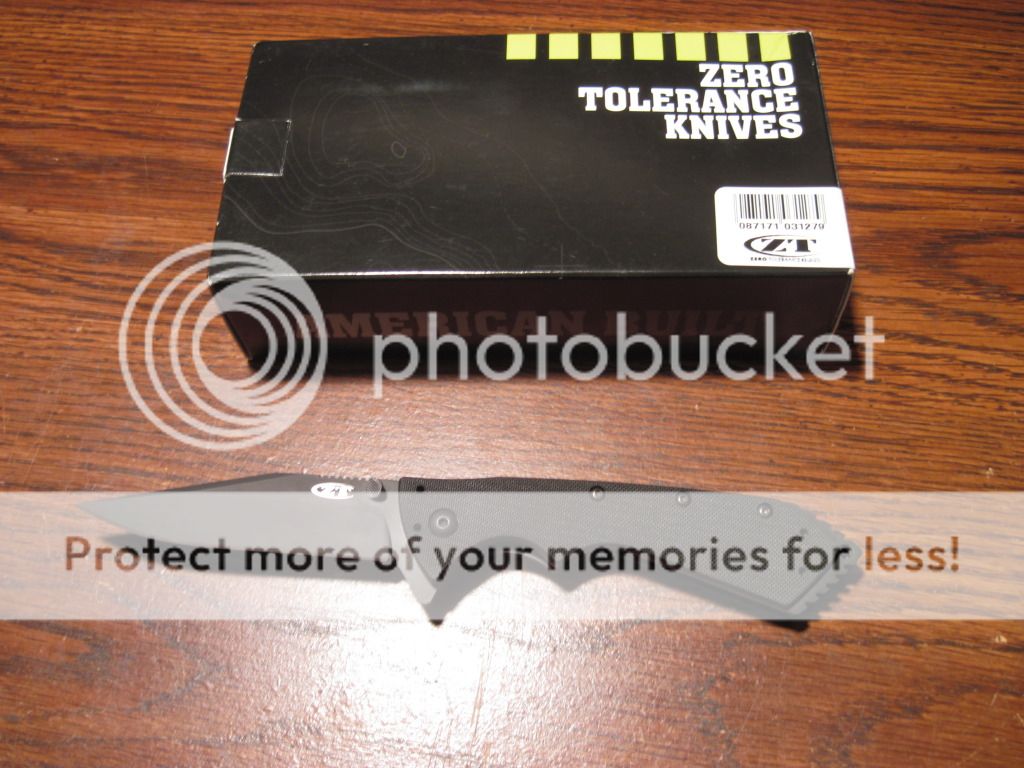 ZERO
TOLERANCE
KNIVES
087171 031279
ZT
AMERICAN BUILT
photobucket
Protect more of your memories for less!